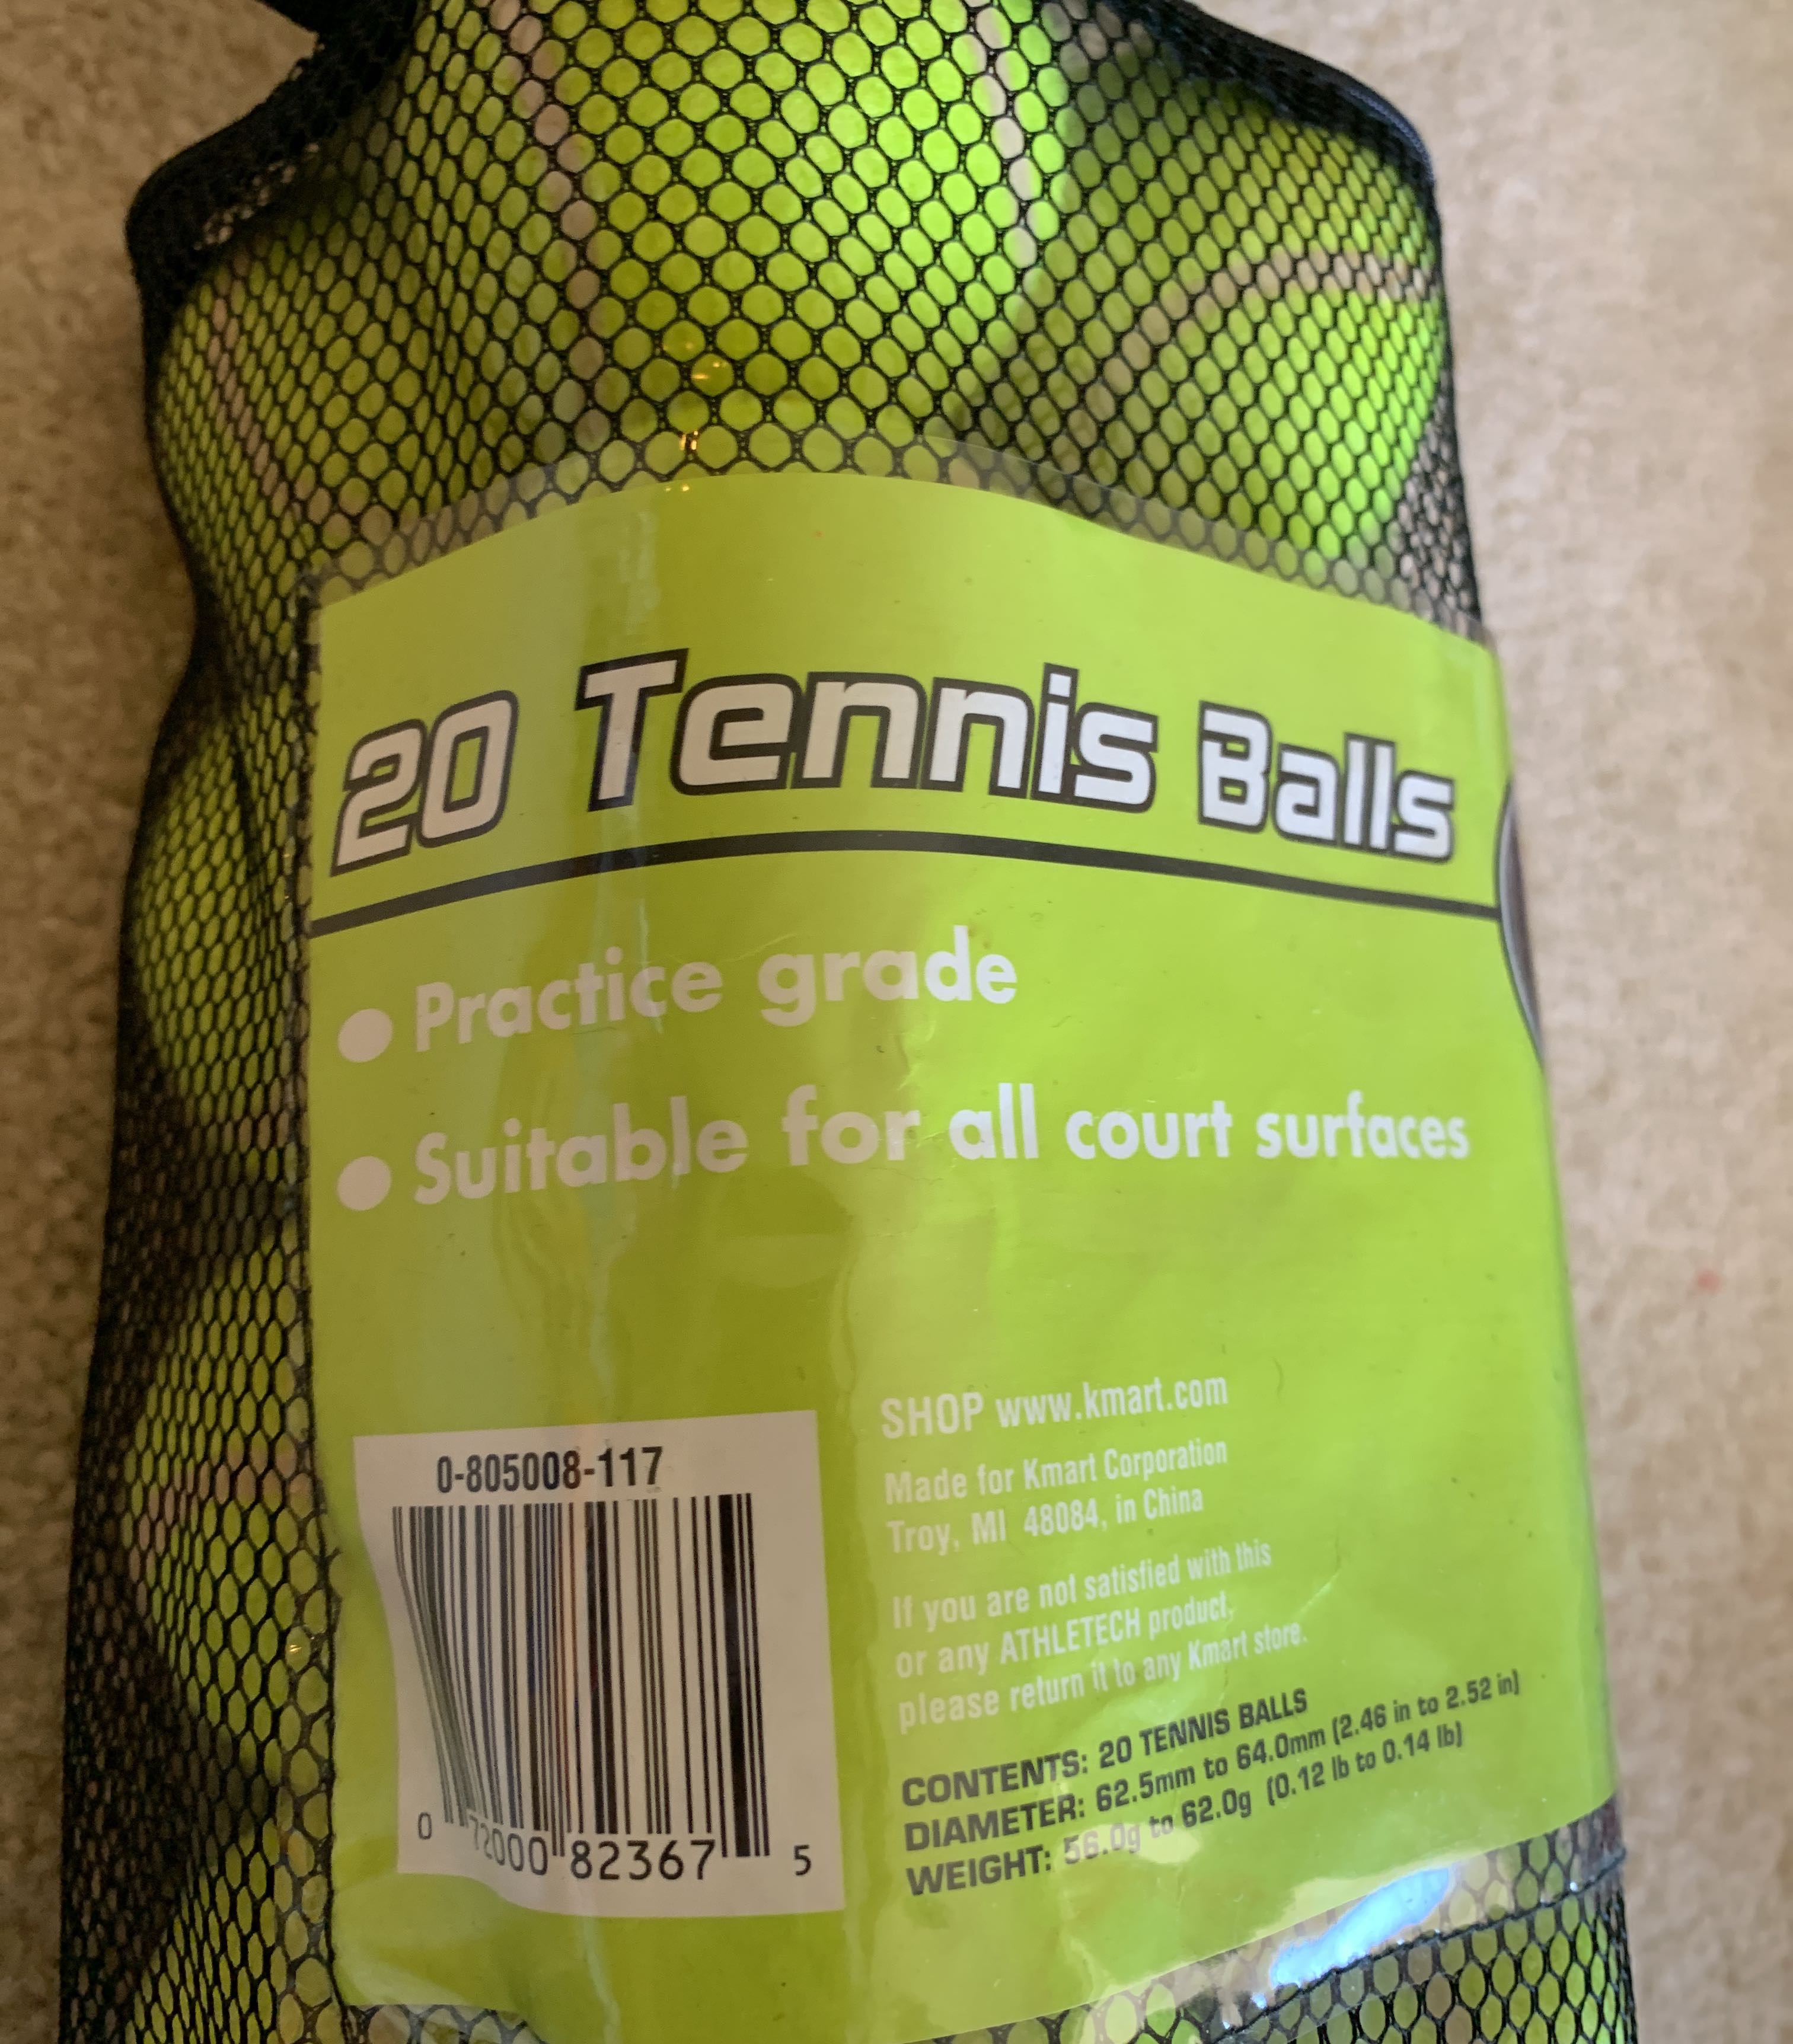 20 Tennis Balls
● Practice grade
● Suitable for all court surfaces
SHOP www.kmart.com
Made for Kmart Corporation
Troy, MI 48084, in China
If you are not satisfied with this
or any ATHLETECH product,
please return it to any Kmart store.
CONTENTS: 20 TENNIS BALLS
DIAMETER: 62.5mm to 64.0mm (2.46 in to 2.52 in)
WEIGHT: 56.0g to 62.0g (0.12 lb to 0.14 lb)
0-805008-117
0 72000 82367 5